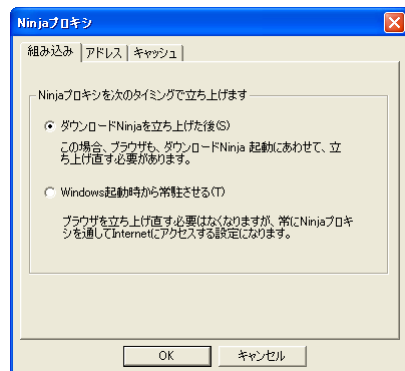 Ninjaプロキシ
組み込み アドレス キャッシュ
Ninjaプロキシを次のタイミングで立ち上げます
ダウンロードNinjaを立ち上げた後(S)
この場合、ブラウザも、ダウンロードNinja 起動にあわせて、立
ち上げ直す必要があります。
Windows起動時から常駐させる(T)
ブラウザを立ち上げ直す必要はなくなりますが、常にNinjaプロキ
シを通してInternetにアクセスする設定になります。
OK キャンセル